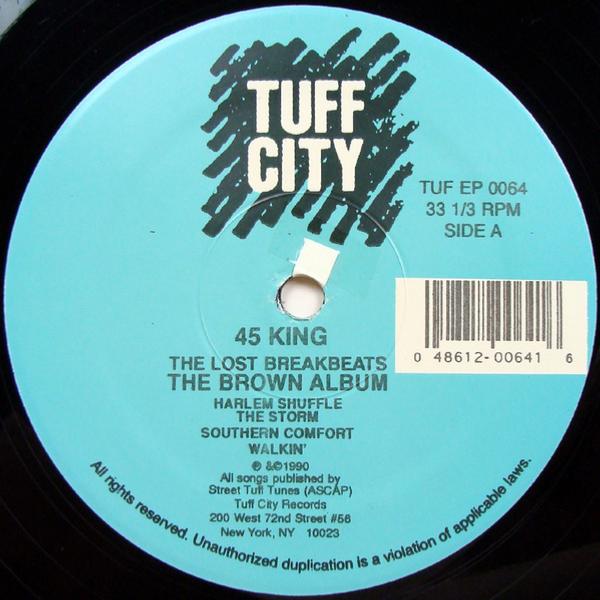 TUFF
CITY
TUF EP 0064
33 1/3 RPM
SIDE A
0 48612-00641 6
45 KING
THE LOST BREAKBEATS
THE BROWN ALBUM
HARLEM SHUFFLE
THE STORM
SOUTHERN COMFORT
WALKIN'
℗ &©1990
All songs published by
Street Tuff Tunes (ASCAP)
Tuff City Records
200 West 72nd Street #56
New York, NY 10023
All rights reserved. Unauthorized duplication is a violation of applicable laws.